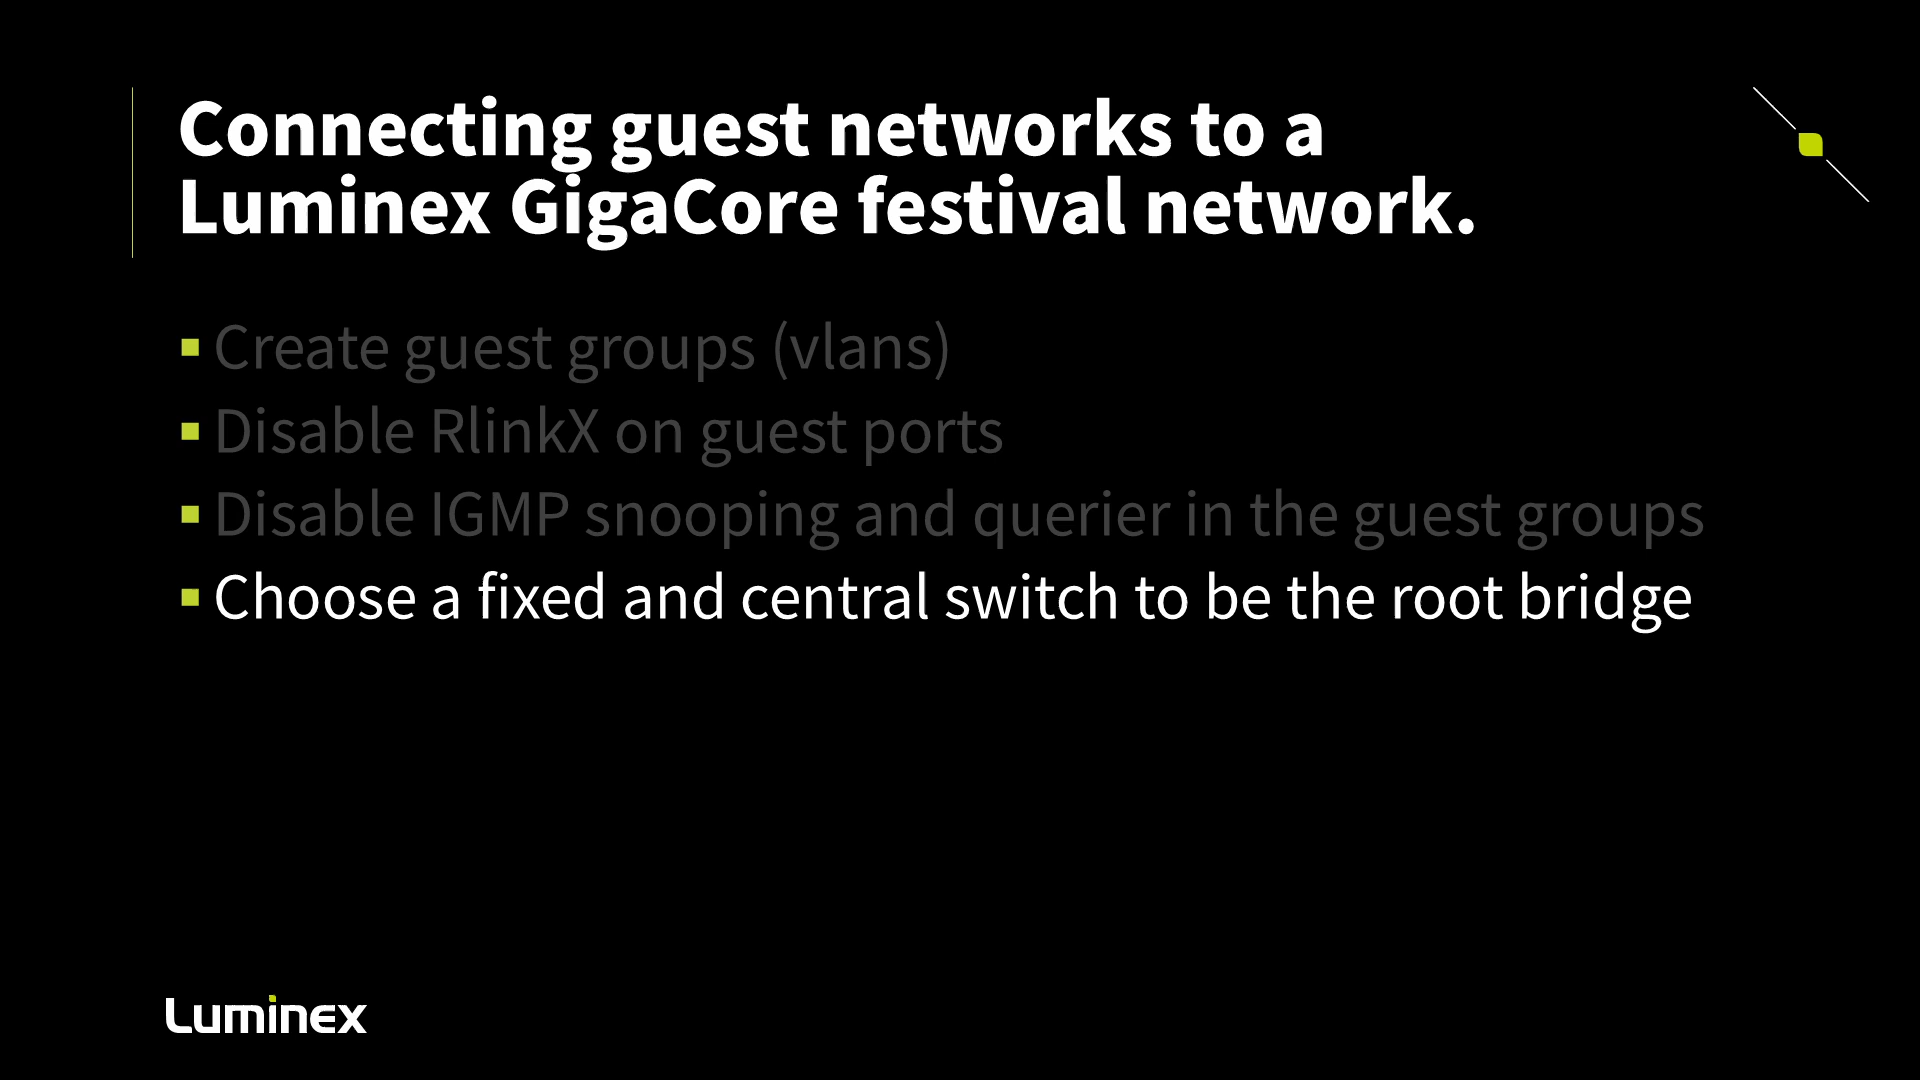 Connecting guest networks to a
Luminex GigaCore festival network.
Create guest groups (vlans)
Disable RlinkX on guest ports
Disable IGMP snooping and querier in the guest groups
Choose a fixed and central switch to be the root bridge
Luminex